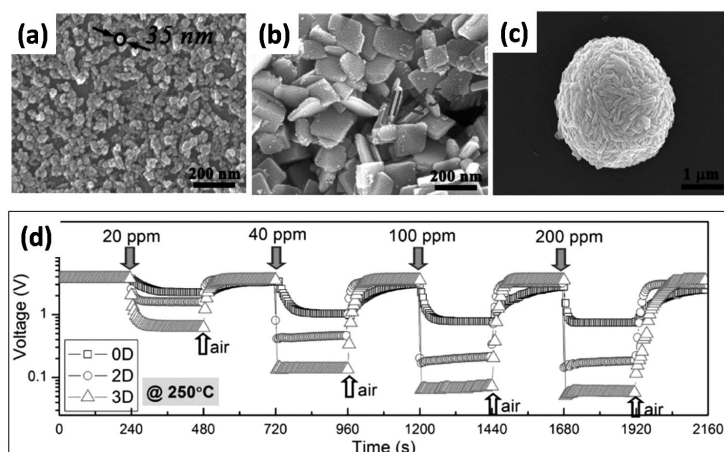 (a)
35 nm
200 nm
(b)
200 nm
(c)
1 μm
(d)
20 ppm
40 ppm
100 ppm
200 ppm
Voltage (V)
1
0.1
0D
2D
3D
@ 250°C
air
air
air
air
0 240 480 720 960 1200 1440 1680 1920 2160
Time (s)